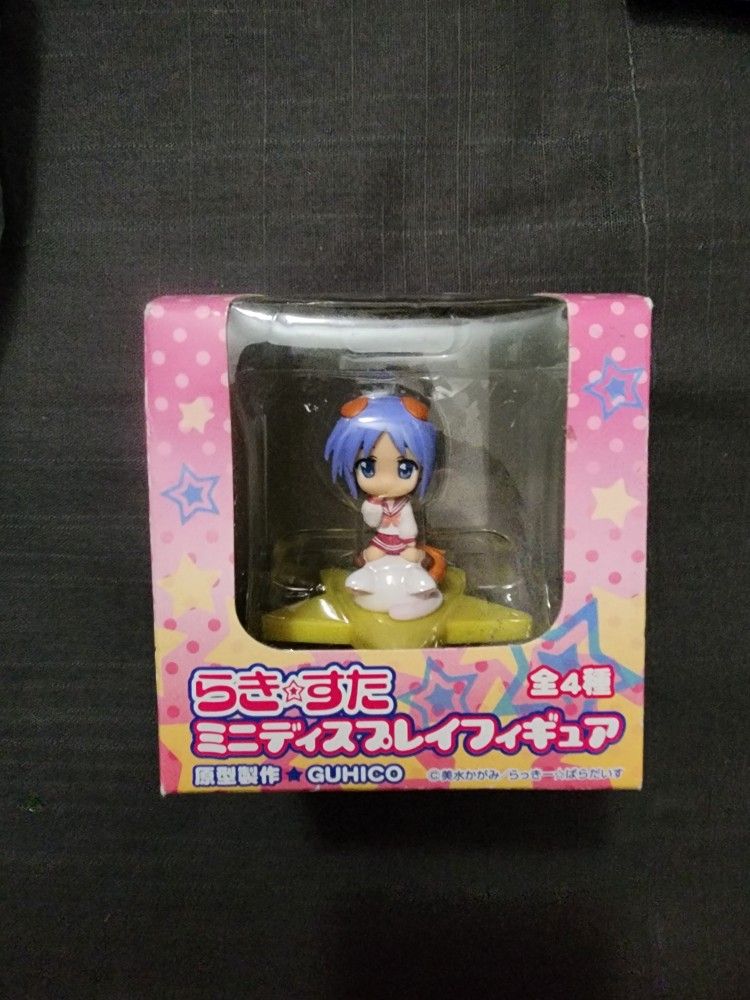 らき☆すた
全4種
ミニディスプレイフィギュア
原型製作★GUHICO
©美水かがみ/らっきー☆ぱらだいす